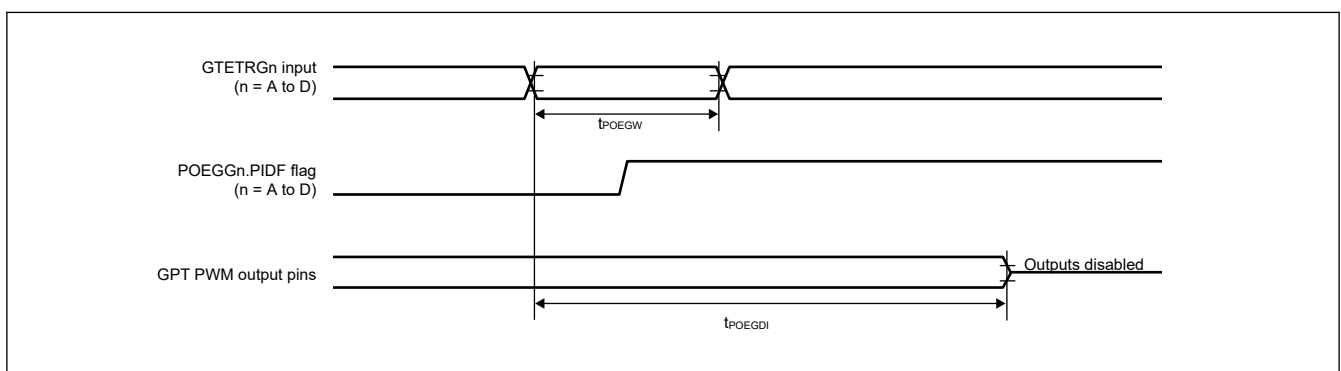 GTETRGn input
(n = A to D)
tPOEGW
POEGGn.PIDF flag
(n = A to D)
GPT PWM output pins
Outputs disabled
tPOEGDI